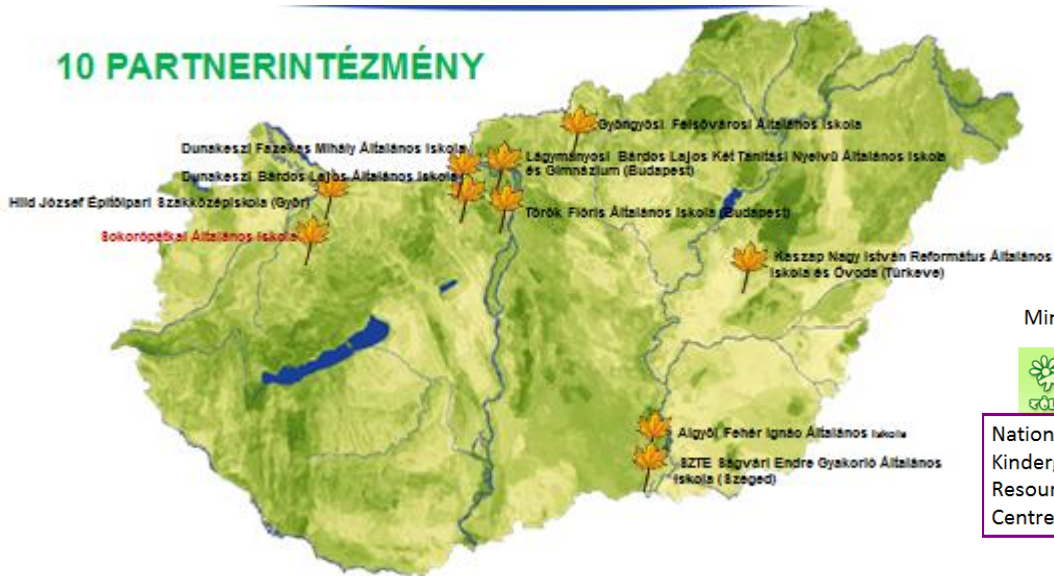 10 PARTNERINTÉZMÉNY
Gyöngyösi Felsővárosi Általános Iskola
Dunakeszi Fazekas Mihály Általános Iskola
Lágymányosi Bárdos Lajos Két Tanítási Nyelvű Általános Iskola
és Gimnázium (Budapest)
Dunakeszi Bárdos Lajos Általános Iskola
Hild József Építőipari Szakközépiskola (Győr)
Török Flóris Általános Iskola (Budapest)
Sokorópátkai Általános Iskola
Kaszap Nagy István Református Általános
Iskola és Óvoda (Túrkeve)
Min
Algyői Fehér Ignác Általános Iskola
SZTE Ságvári Endre Gyakorló Általános
Iskola (Szeged)
Nation
Kinderg
Resour
Centre